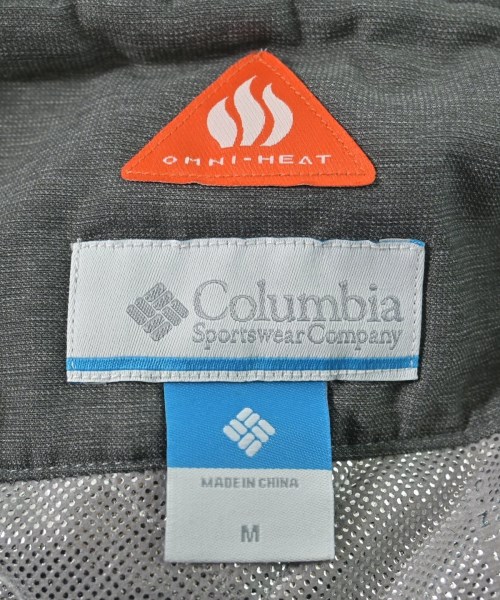 OMNI-HEAT
Columbia
Sportswear Company
MADE IN CHINA
M